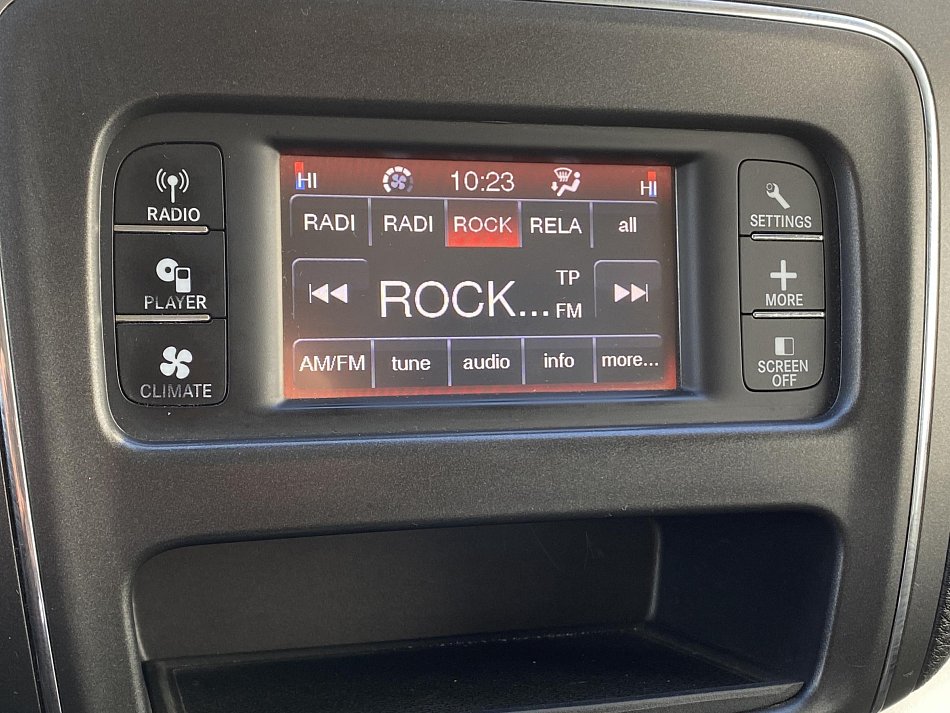 RADIO
PLAYER
CLIMATE
HI 10:23 HI
RADI RADI ROCK RELA all
ROCK... TP
FM
AM/FM tune audio info more...
SETTINGS
MORE
SCREEN
OFF